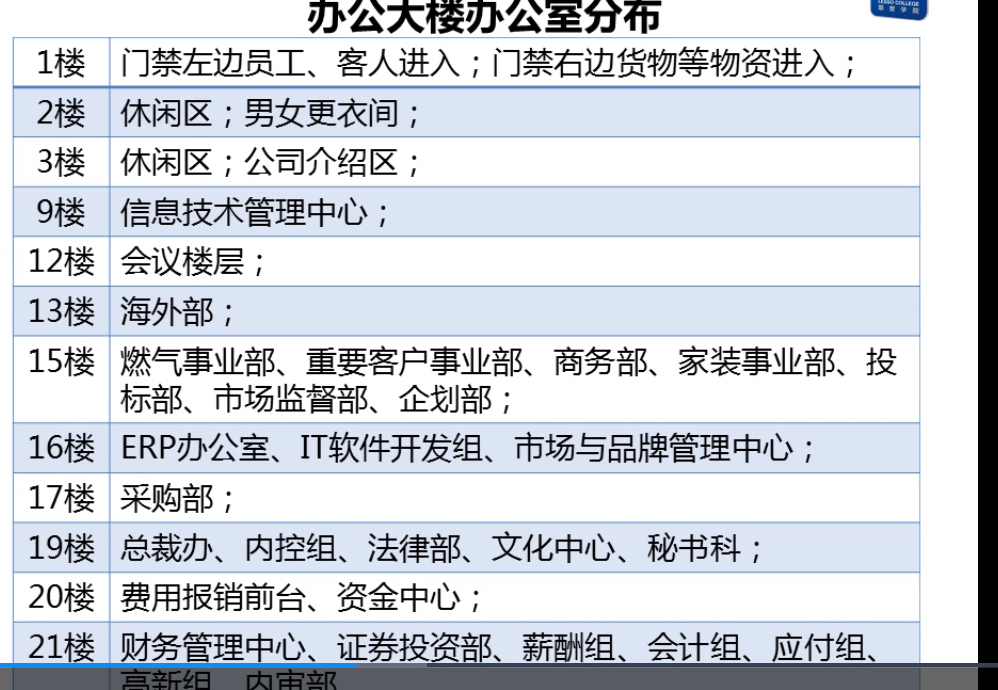 办公大楼办公室分布
LESSO COLLEGE
联塑学院
1楼 门禁左边员工、客人进入；门禁右边货物等物资进入；
2楼 休闲区；男女更衣间；
3楼 休闲区；公司介绍区；
9楼 信息技术管理中心；
12楼 会议楼层；
13楼 海外部；
15楼 燃气事业部、重要客户事业部、商务部、家装事业部、投
标部、市场监督部、企划部；
16楼 ERP办公室、IT软件开发组、市场与品牌管理中心；
17楼 采购部；
19楼 总裁办、内控组、法律部、文化中心、秘书科；
20楼 费用报销前台、资金中心；
21楼 财务管理中心、证券投资部、薪酬组、会计组、应付组、
高新组、内审部